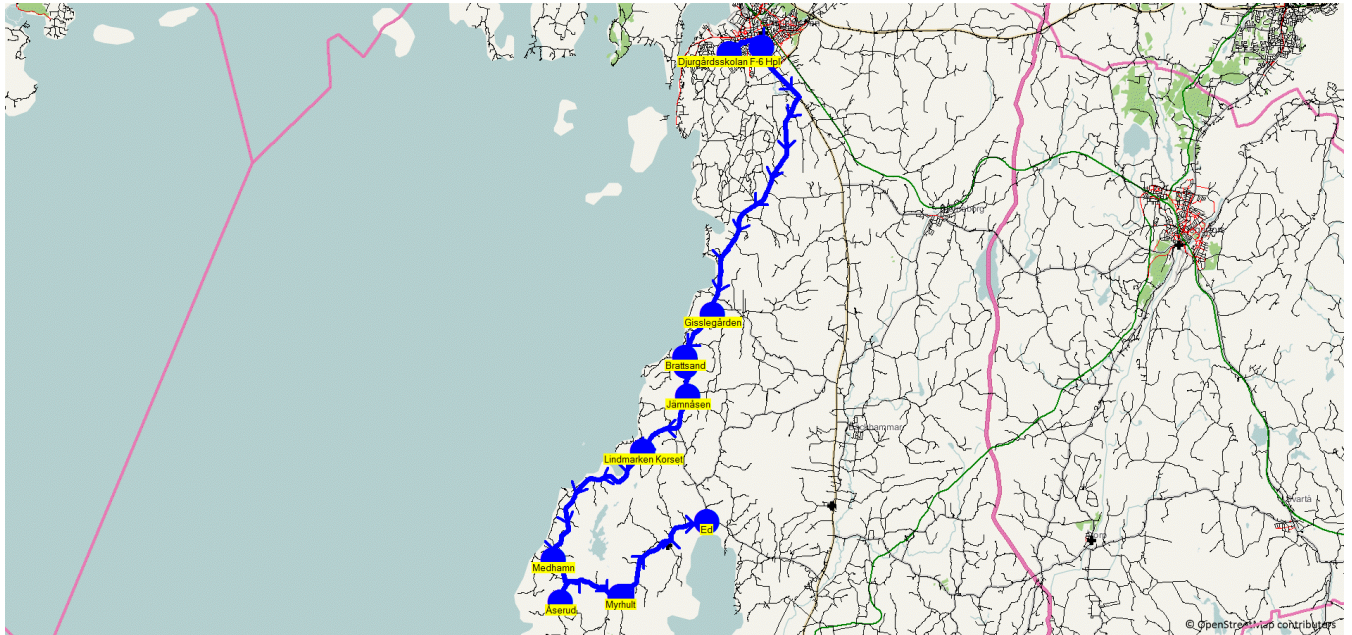 Djurgårdsskolan F-6 Hpl
Gisslegården
Brattsand
Jämnåsen
Lindmarken Korset
Ed
Medhamn
Åserud
Myrhult
© OpenStreetMap contributors